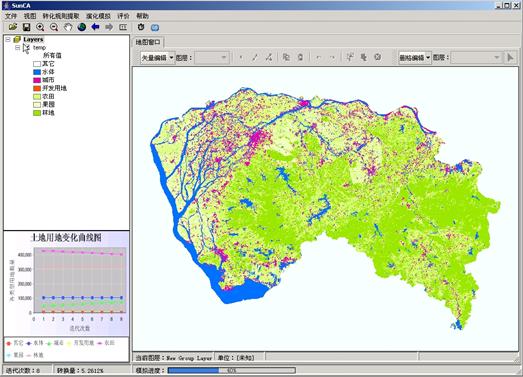 SunCA
文件 视图 转化规则提取 演化模拟 评价 帮助
Layers
temp
所有值
其它
水体
城市
开发用地
农田
果园
林地
地图窗口
矢量编辑 图层: 栅格编辑 图层:
土地用地变化曲线图
400,000
300,000
200,000
100,000
0
0 1 2 3 4 5 6 7 8 9
迭代次数
其它 水体 城市 开发用地 农田
果园 林地
当前图层:New Group Layer 单位:[未知]
迭代次数:8 转换量:5.2612% 模拟进度: 40%